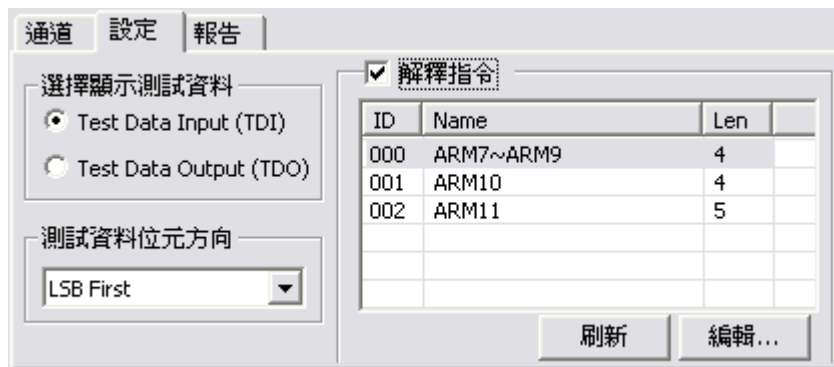 通道 設定 報告
選擇顯示測試資料
Test Data Input (TDI)
Test Data Output (TDO)
測試資料位元方向
LSB First
解釋指令
ID Name Len
000 ARM7~ARM9 4
001 ARM10 4
002 ARM11 5
刷新 編輯...